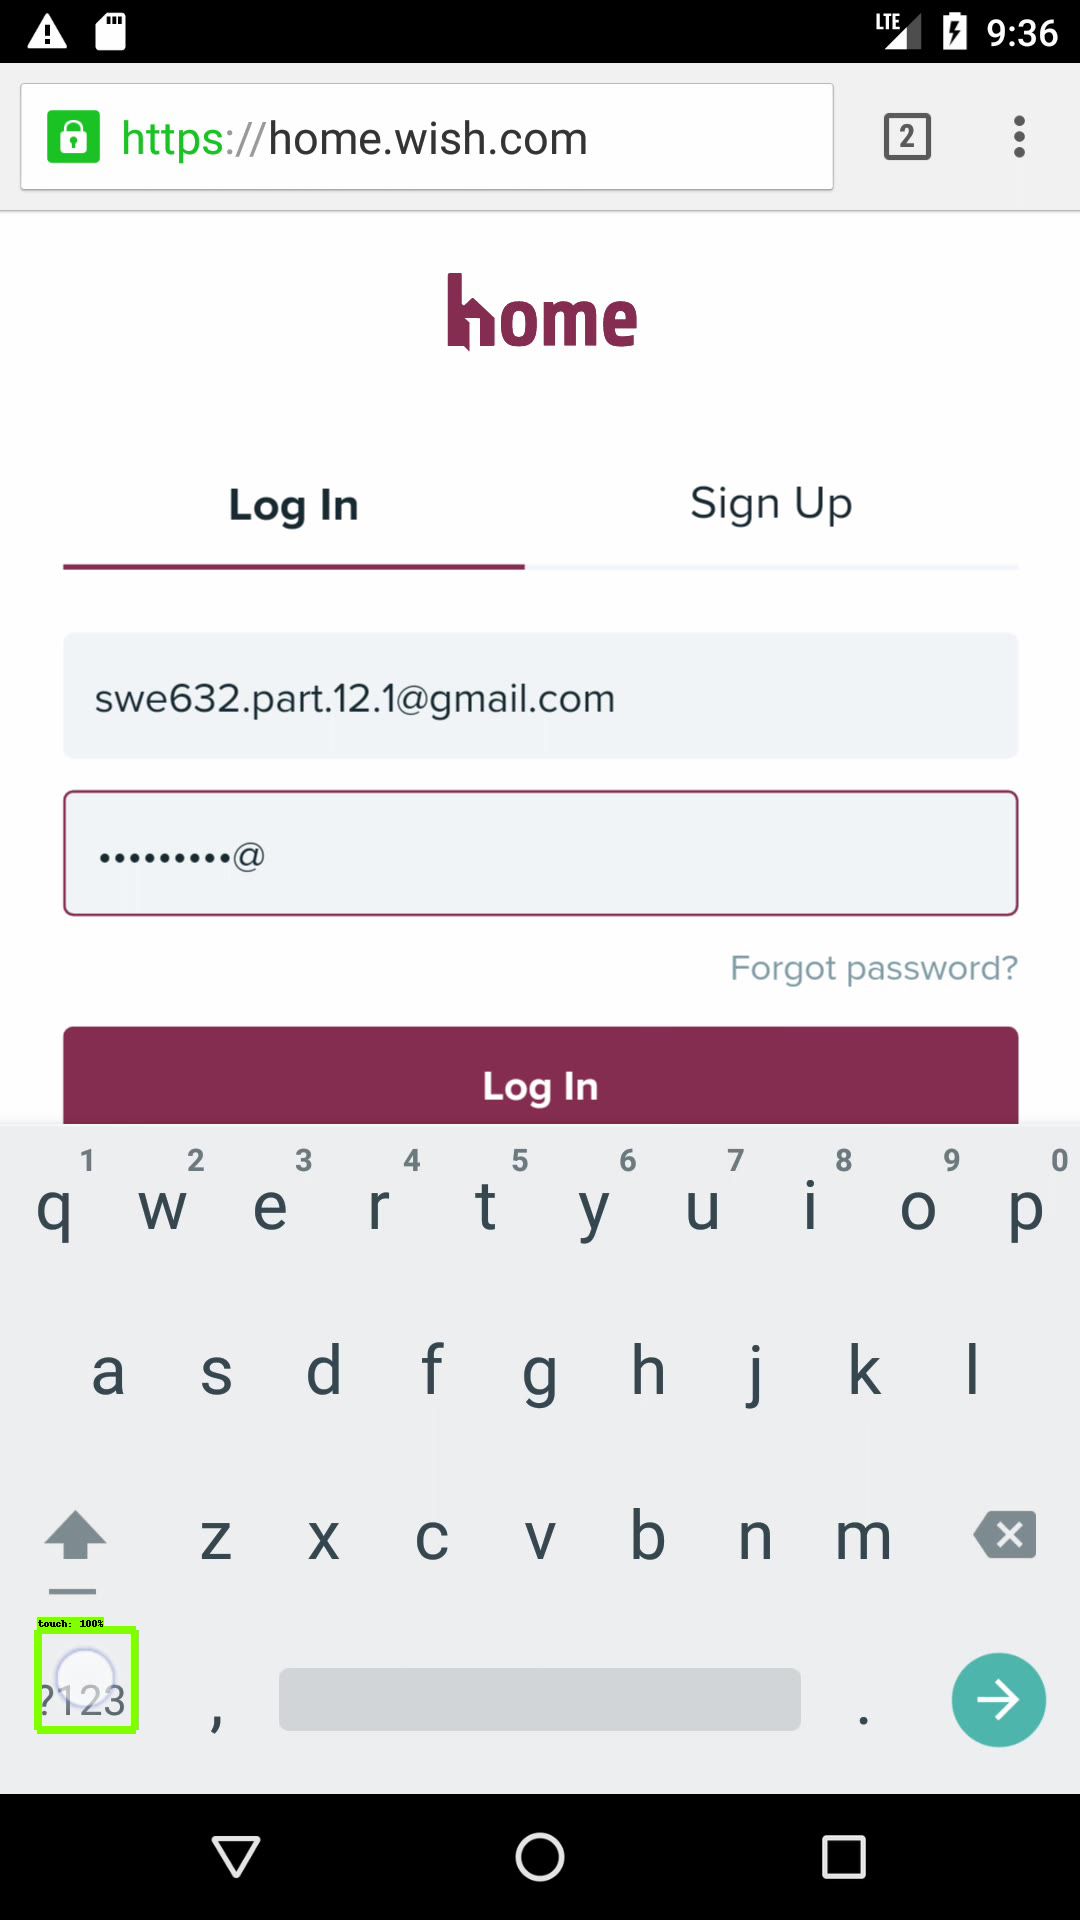 LTE 9:36
https://home.wish.com 2
home
Log In Sign Up
swe632.part.12.1@gmail.com
•••••••••@
Forgot password?
Log In
1 2 3 4 5 6 7 8 9 0
q w e r t y u i o p
a s d f g h j k l
z x c v b n m
touch: 100%
?123 , .